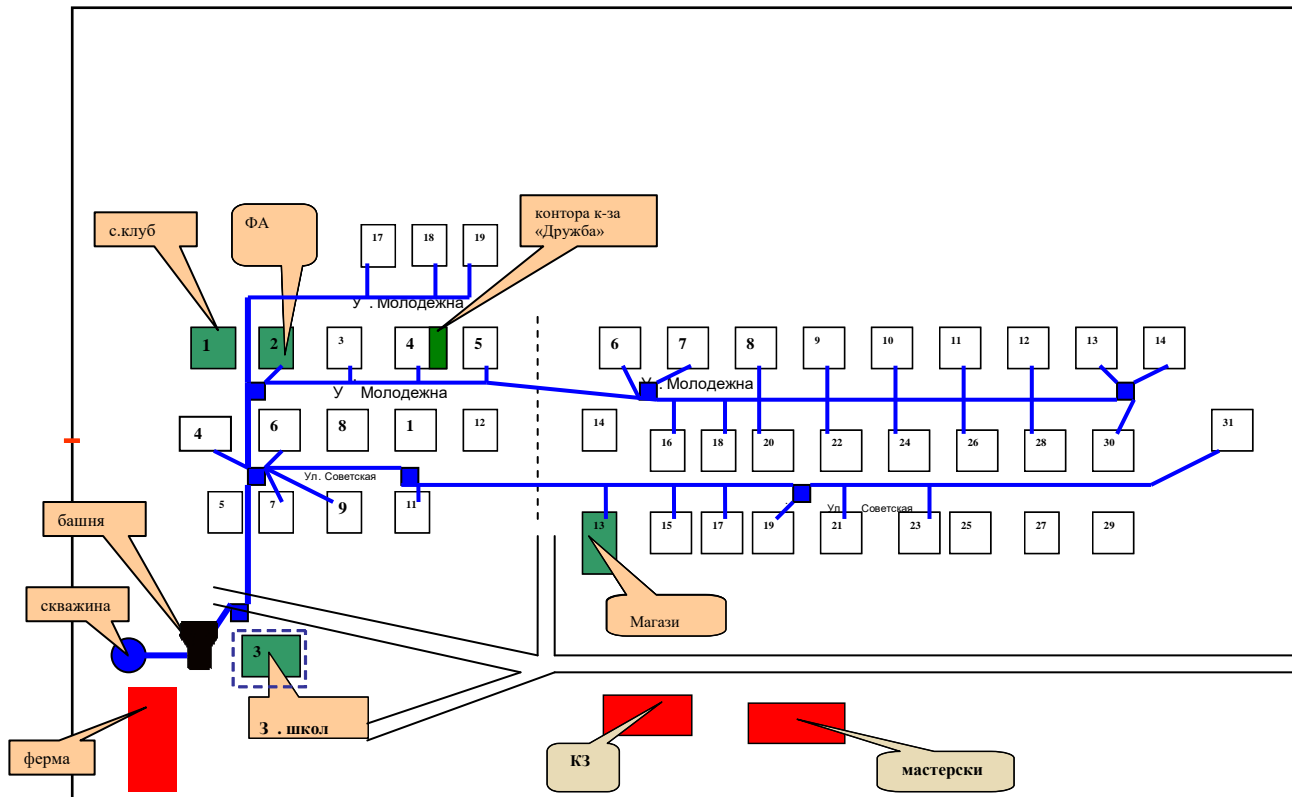 контора к-за
«Дружба»
ФА
с.клуб
17
18
19
У . Молодежна
1
2
3
4
5
6
7
8
9
10
11
12
13
14
У Молодежна
У . Молодежна
4
6
8
1
12
14
16
18
20
22
24
26
28
30
31
Ул. Советская
5
7
9
11
13
15
17
19
21
23
25
27
29
Ул. Советская
башня
скважина
Магази
3
З . школ
ферма
КЗ
мастерски